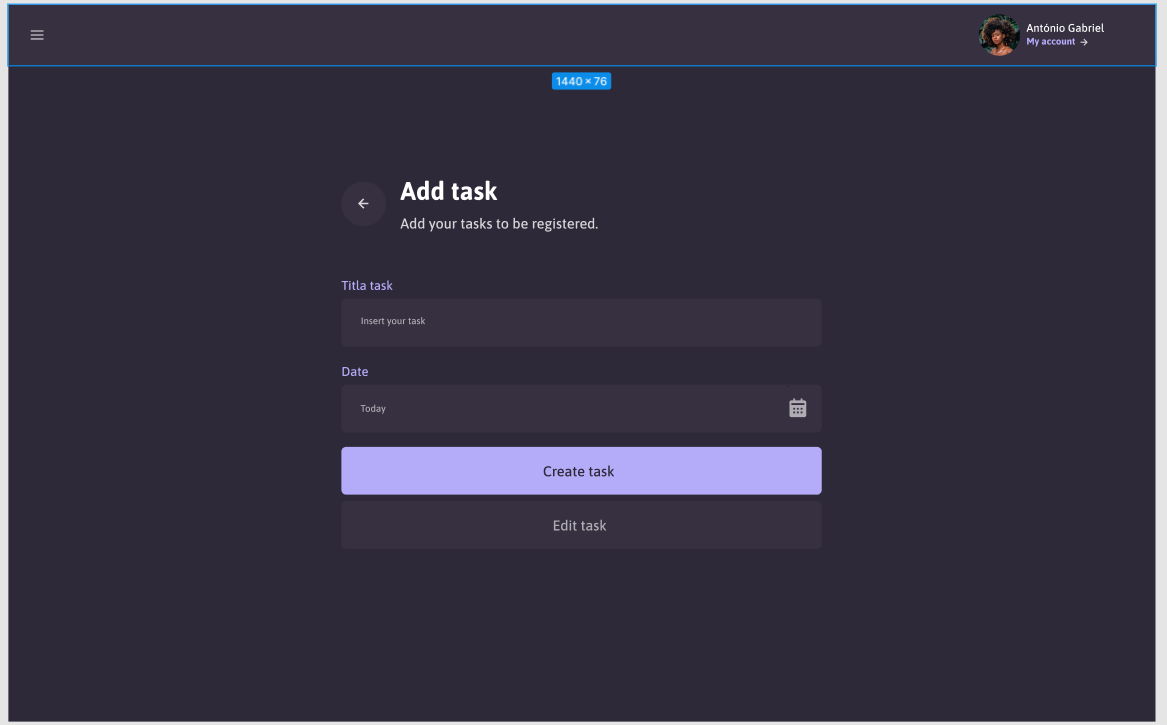 António Gabriel
My account →
1440 × 76
Add task
Add your tasks to be registered.
Titla task
Insert your task
Date
Today
Create task
Edit task